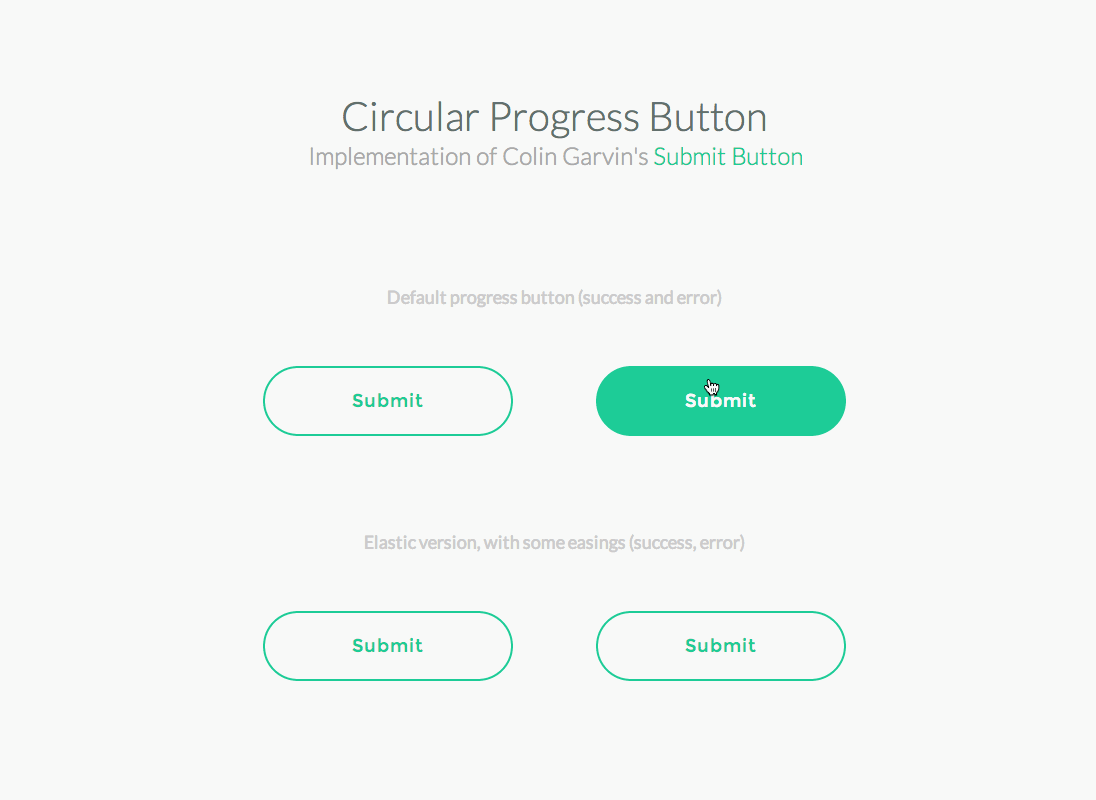 Circular Progress Button
Implementation of Colin Garvin's Submit Button
Default progress button (success and error)
Submit
Submit
Elastic version, with some easings (success, error)
Submit
Submit